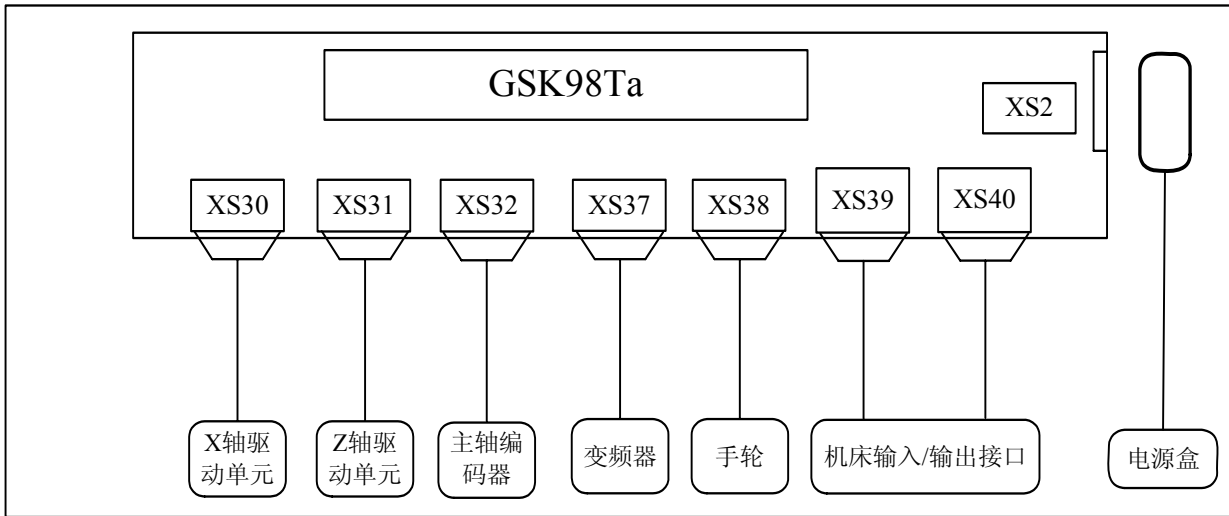 GSK98Ta
XS2
XS30
XS31
XS32
XS37
XS38
XS39
XS40
X轴驱
动单元
Z轴驱
动单元
主轴编
码器
变频器
手轮
机床输入/输出接口
电源盒